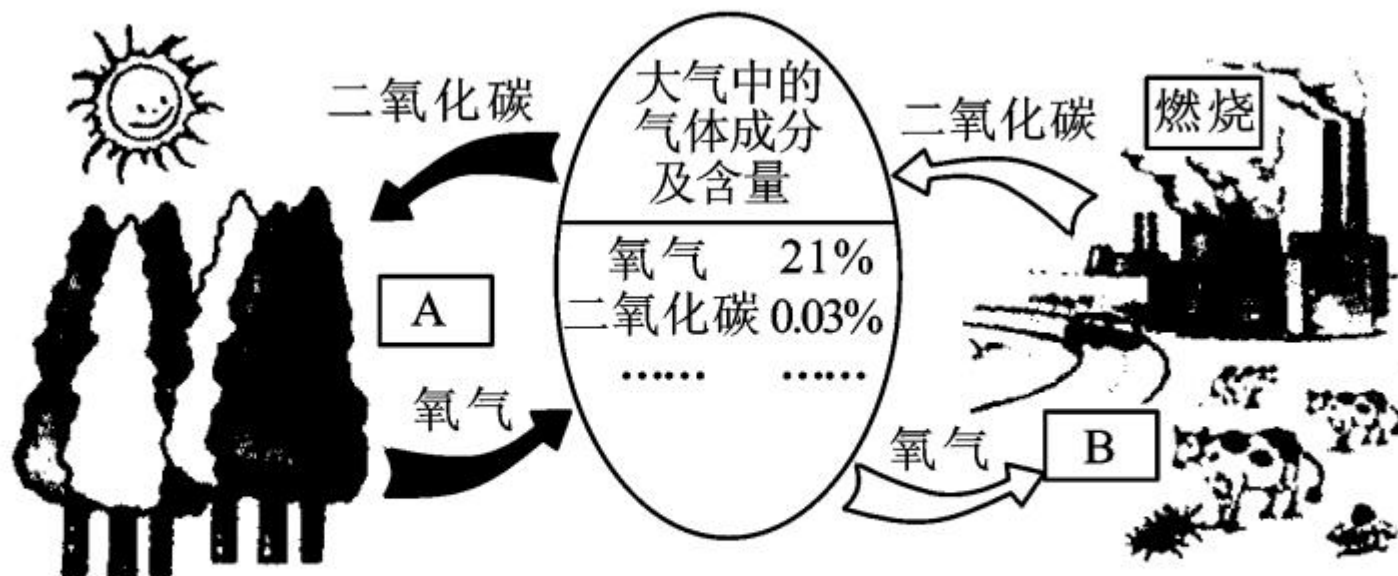 二氧化碳
大气中的
气体成分
及含量
二氧化碳
燃烧
氧气 21%
二氧化碳 0.03%
…… ……
A
氧气
氧气
B